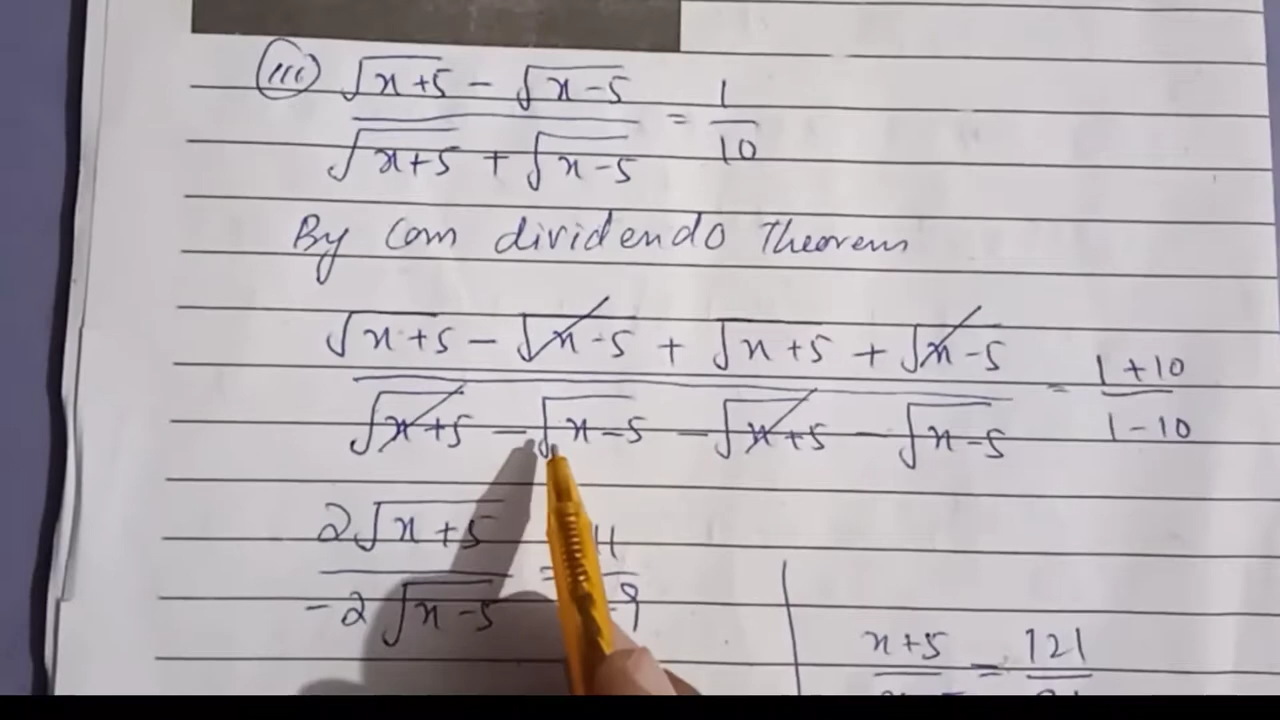 (iii) √(x+5) - √(x-5) / √(x+5) + √(x-5) = 1/10
By Com dividendo Theorem
√(x+5) - √(x-5) + √(x+5) + √(x-5) / √(x+5) - √(x-5) - √(x+5) - √(x-5) = 1+10 / 1-10
2√(x+5) / -2√(x-5) = 11 / -9
x+5 / = 121 /